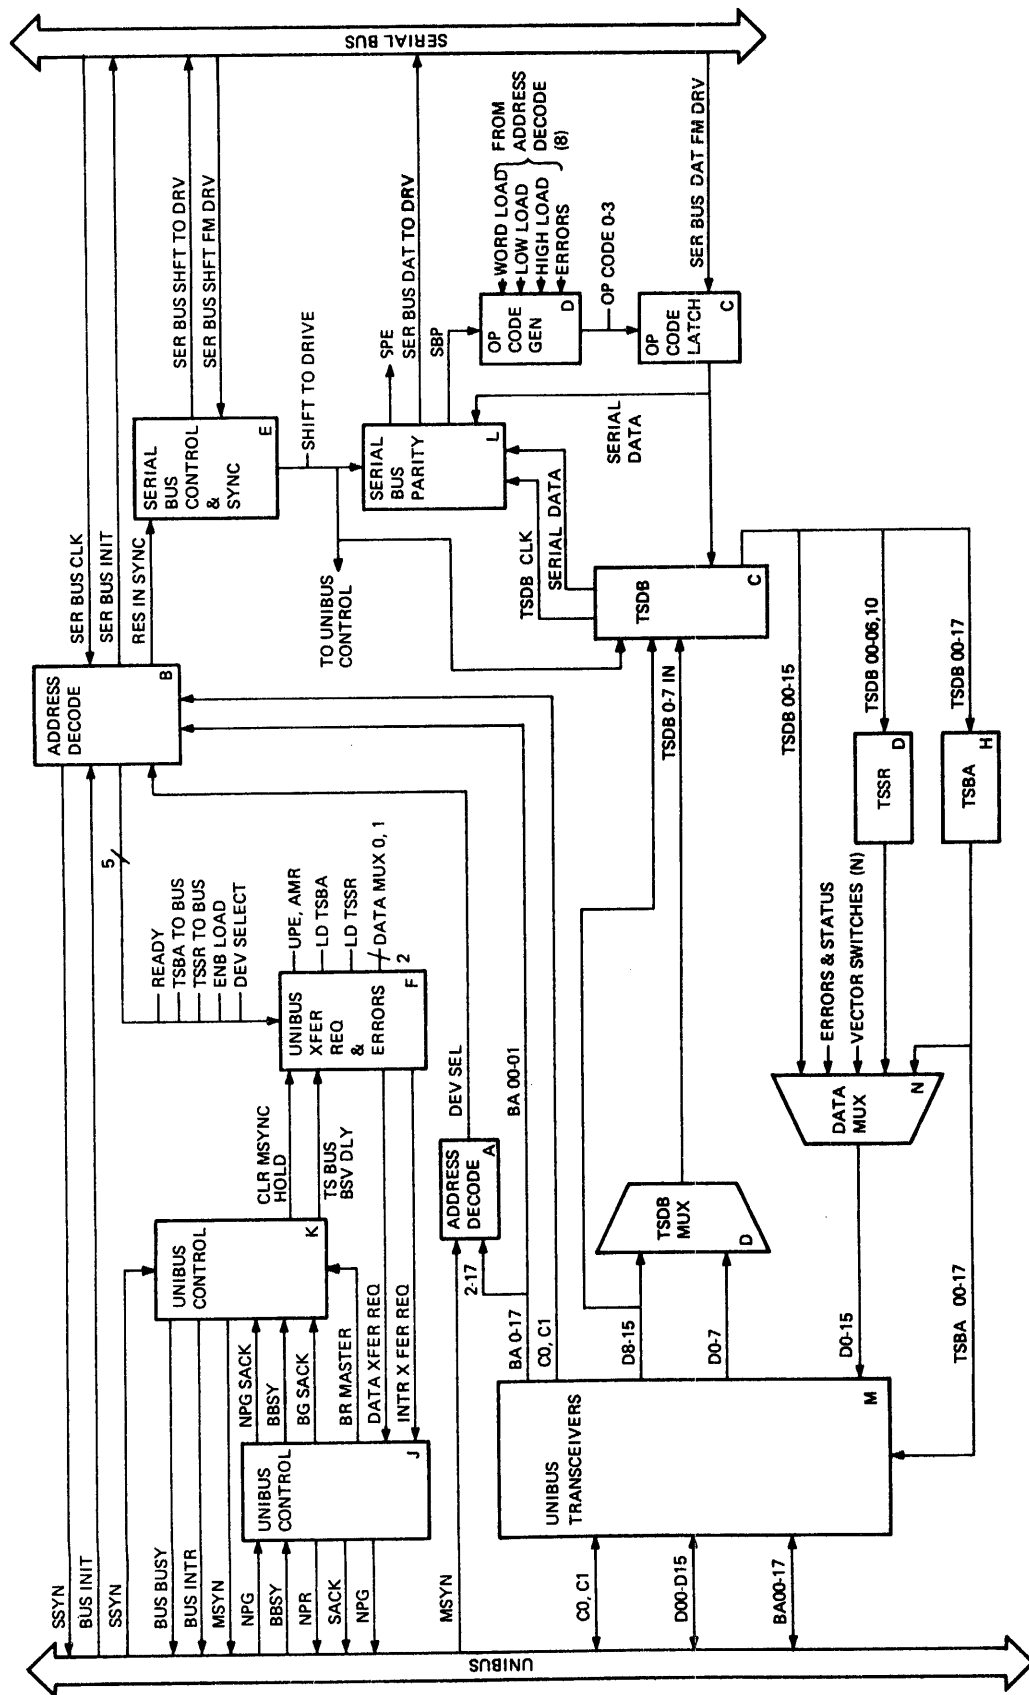 SERIAL BUS
SER BUS CLK
SER BUS INIT
RES IN SYNC
SERIAL
BUS
CONTROL
&
SYNC
E
SER BUS SHFT TO DRV
SER BUS SHFT FM DRV
SHIFT TO DRIVE
TO UNIBUS
CONTROL
SERIAL
BUS
PARITY
L
SPE
SER BUS DAT TO DRV
SBP
OP
CODE
GEN
D
WORD LOAD
LOW LOAD
HIGH LOAD
ERRORS
FROM
ADDRESS
DECODE
(8)
OP CODE 0-3
OP
CODE
LATCH
C
SER BUS DAT FM DRV
SERIAL
DATA
TSDB CLK
SERIAL DATA
TSDB
C
ADDRESS
DECODE
B
5
READY
TSBA TO BUS
TSSR TO BUS
ENB LOAD
DEV SELECT
UNIBUS
XFER
REQ
&
ERRORS
F
UPE, AMR
LD TSBA
LD TSSR
DATA MUX 0, 1
2
DEV SEL
BA 00-01
TSDB 0-7 IN
TSDB 00-15
TSDB 00-06,10
TSDB 00-17
TSSR
D
TSBA
H
ERRORS & STATUS
VECTOR SWITCHES (N)
DATA
MUX
N
CLR MSYNC
HOLD
TS BUS
BSV DLY
UNIBUS
CONTROL
K
ADDRESS
DECODE
A
2-17
TSDB
MUX
D
NPG SACK
BBSY
BG SACK
BR MASTER
DATA XFER REQ
INTR X FER REQ
BA 0-17
C0, C1
D8-15
D0-7
D0-15
TSBA 00-17
UNIBUS
CONTROL
J
UNIBUS
TRANSCEIVERS
M
SSYN
BUS INIT
SSYN
BUS BUSY
BUS INTR
MSYN
NPG
BBSY
NPR
SACK
NPG
MSYN
C0, C1
D00-D15
BA00-17
UNIBUS